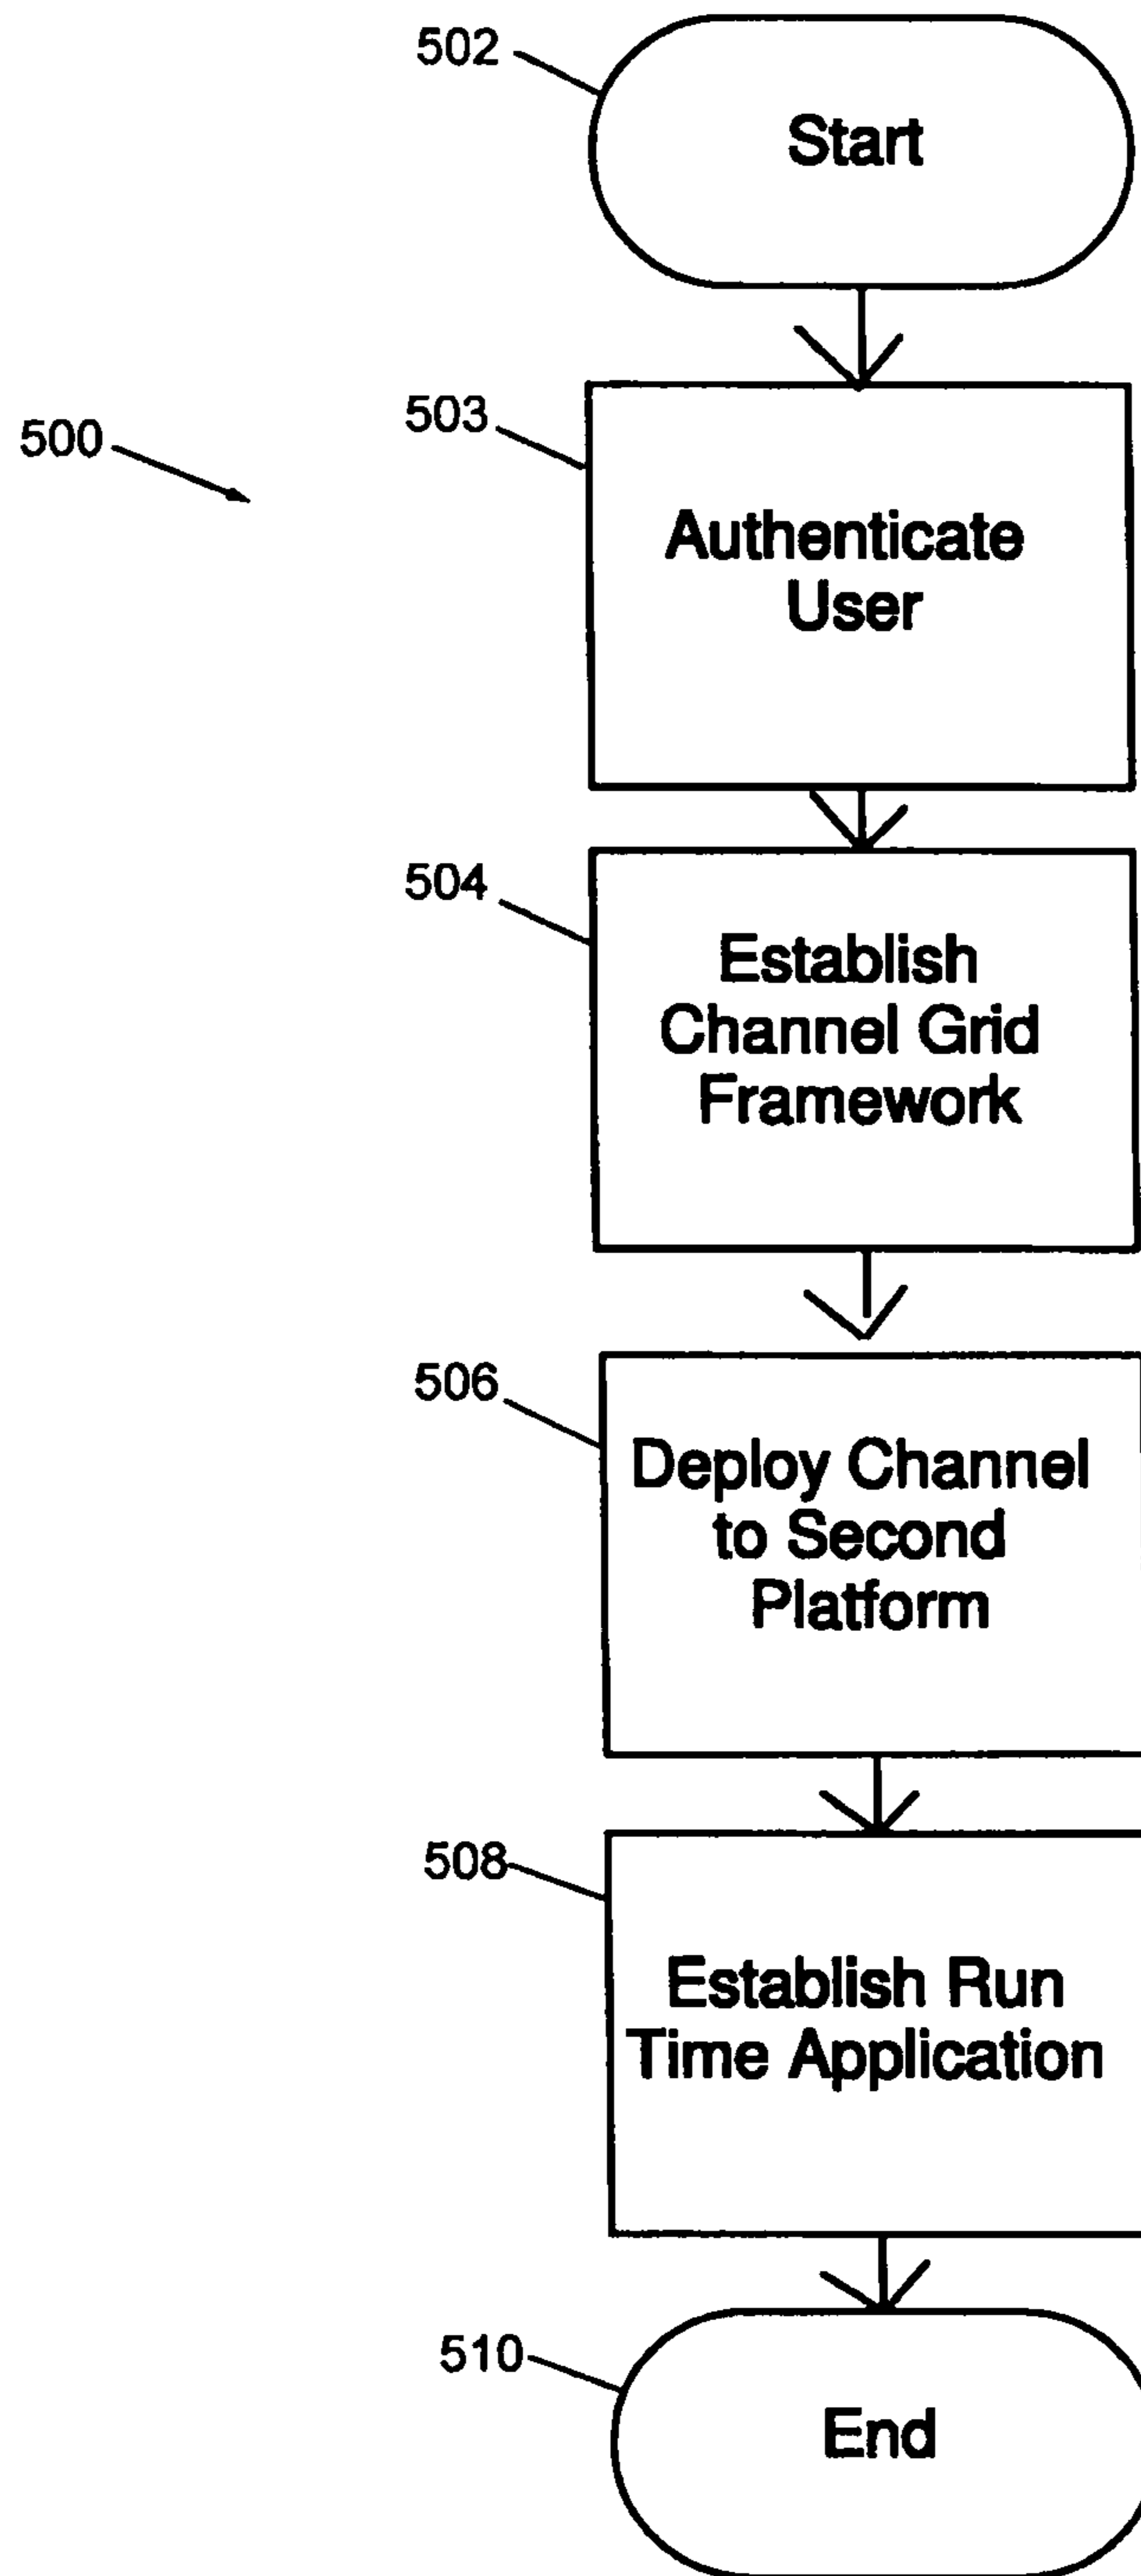 502
Start
500
503
Authenticate
User
504
Establish
Channel Grid
Framework
506
Deploy Channel
to Second
Platform
508
Establish Run
Time Application
510
End